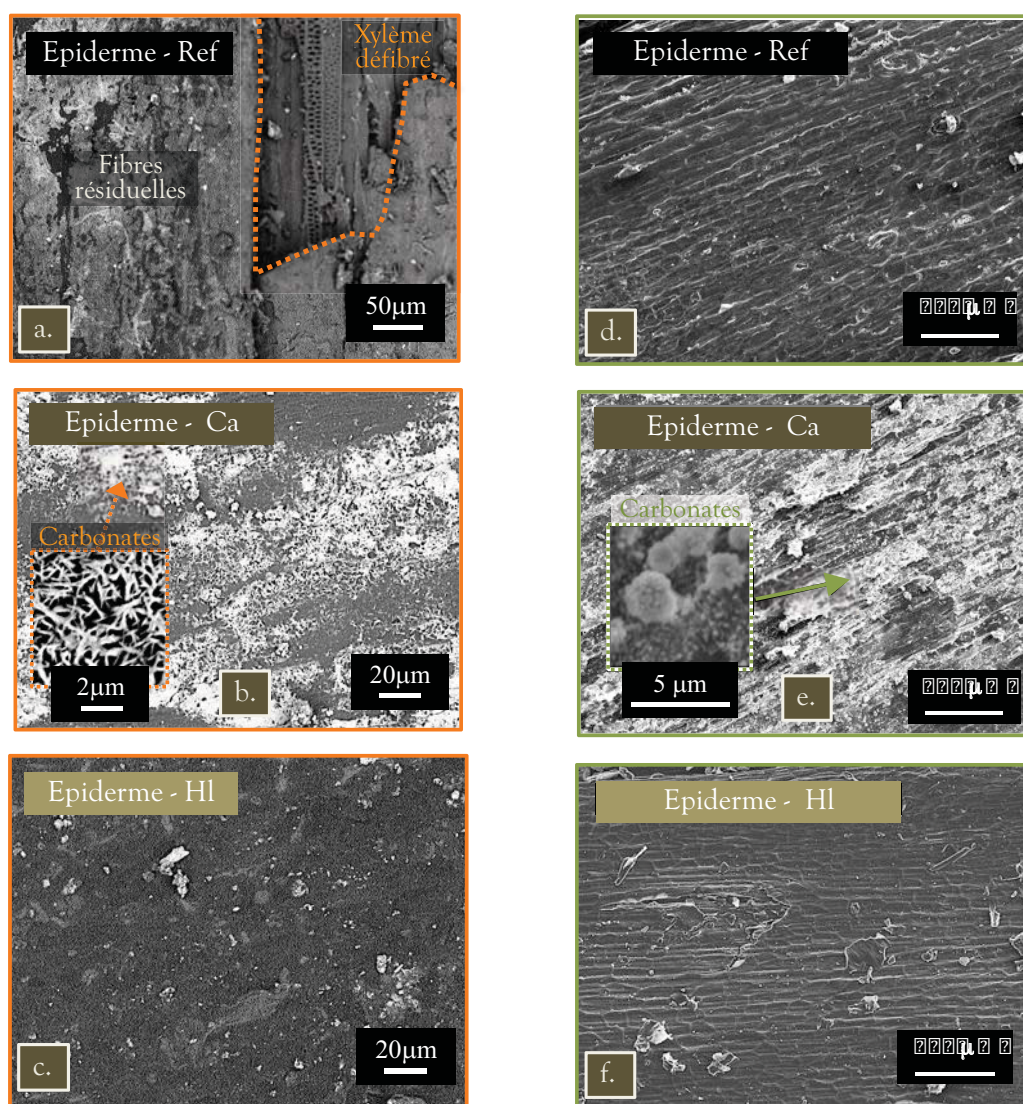 Epiderme - Ref
Xylème
défibré
Fibres
résiduelles
50µm
a.
Epiderme - Ref
d.
Epiderme - Ca
Carbonates
2µm
b.
20µm
Epiderme - Ca
Carbonates
5 µm
e.
Epiderme - Hl
20µm
c.
Epiderme - Hl
f.